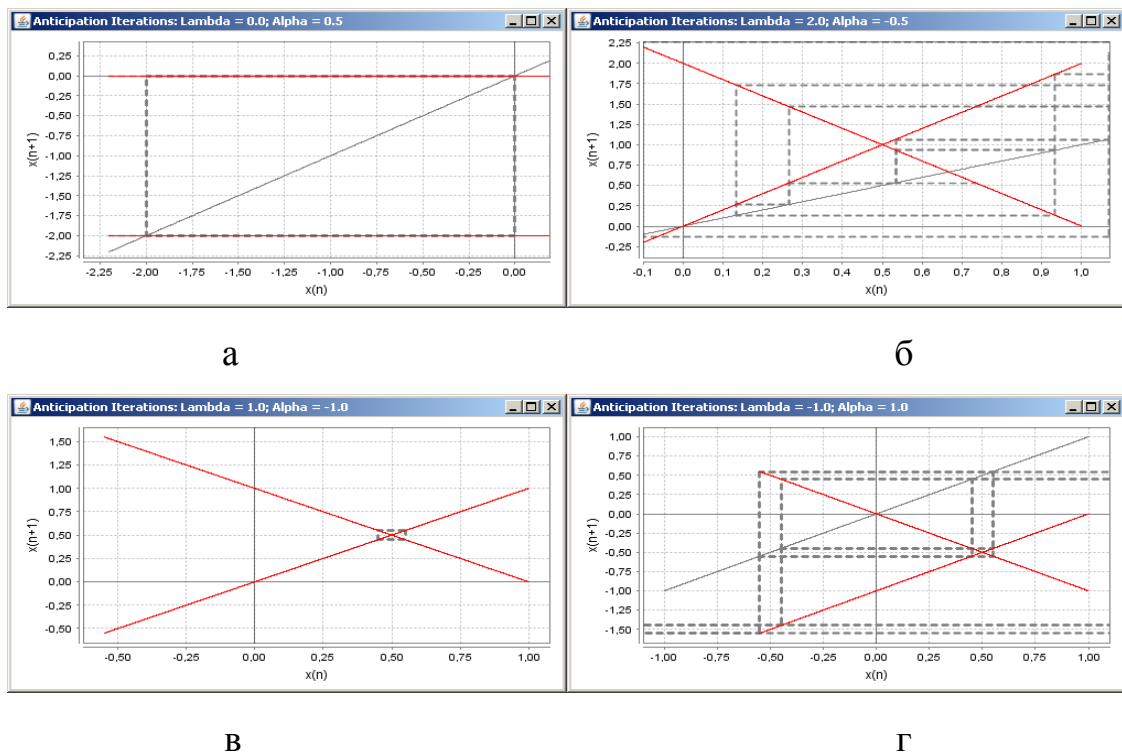 Anticipation Iterations: Lambda = 0.0; Alpha = 0.5
0,25
0,00
-0,25
-0,50
-0,75
-1,00
-1,25
-1,50
-1,75
-2,00
-2,25
x(n+1)
-2,25 -2,00 -1,75 -1,50 -1,25 -1,00 -0,75 -0,50 -0,25 0,00
x(n)
а
Anticipation Iterations: Lambda = 2.0; Alpha = -0.5
2,25
2,00
1,75
1,50
1,25
1,00
0,75
0,50
0,25
0,00
-0,25
x(n+1)
-0,1 0,0 0,1 0,2 0,3 0,4 0,5 0,6 0,7 0,8 0,9 1,0
x(n)
б
Anticipation Iterations: Lambda = 1.0; Alpha = -1.0
1,50
1,25
1,00
0,75
0,50
0,25
0,00
-0,25
-0,50
x(n+1)
-0,50 -0,25 0,00 0,25 0,50 0,75 1,00
x(n)
в
Anticipation Iterations: Lambda = -1.0; Alpha = 1.0
1,00
0,75
0,50
0,25
0,00
-0,25
-0,50
-0,75
-1,00
-1,25
-1,50
x(n+1)
-1,00 -0,75 -0,50 -0,25 0,00 0,25 0,50 0,75 1,00
x(n)
г